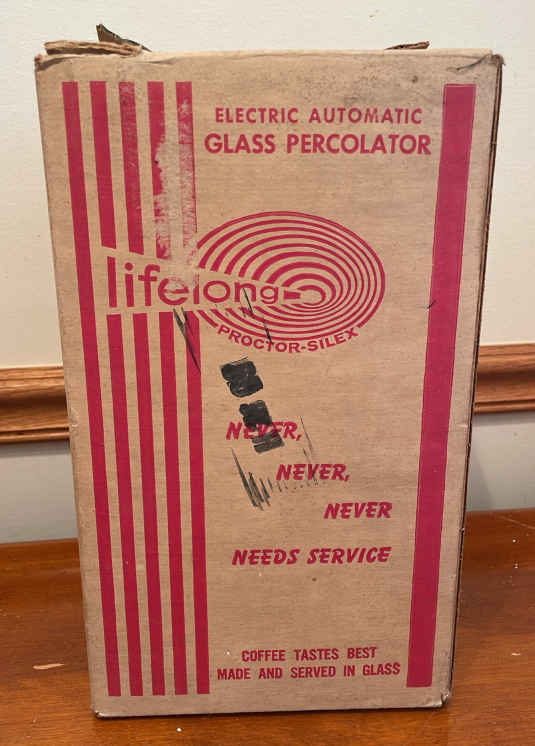 ELECTRIC AUTOMATIC
GLASS PERCOLATOR
lifelong
PROCTOR-SILEX
NEVER,
NEVER,
NEVER
NEEDS SERVICE
COFFEE TASTES BEST
MADE AND SERVED IN GLASS